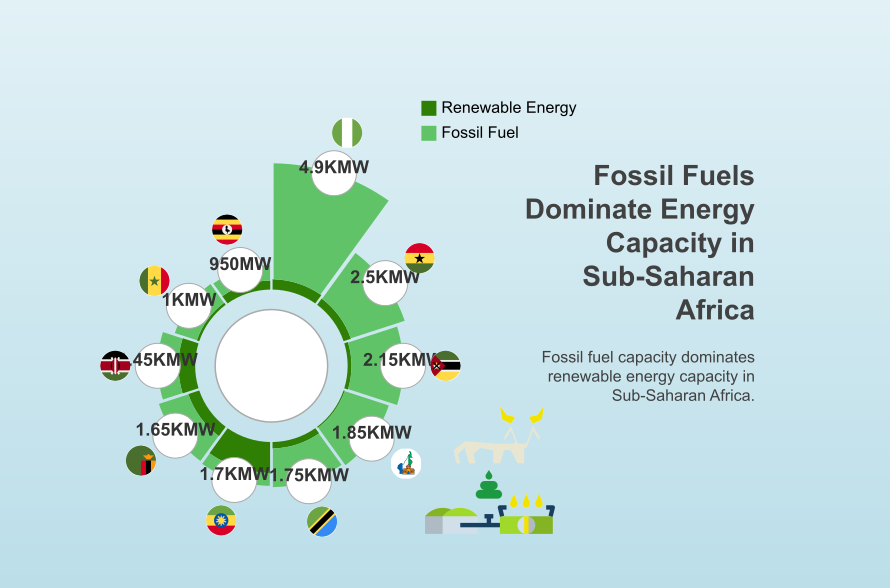 Renewable Energy
Fossil Fuel
4.9KMW
Fossil Fuels
Dominate Energy
Capacity in
Sub-Saharan
Africa
950MW
2.5KMW
1KMW
.45KMW
2.15KMW
Fossil fuel capacity dominates
renewable energy capacity in
Sub-Saharan Africa.
1.65KMW
1.85KMW
1.7KMW
1.75KMW